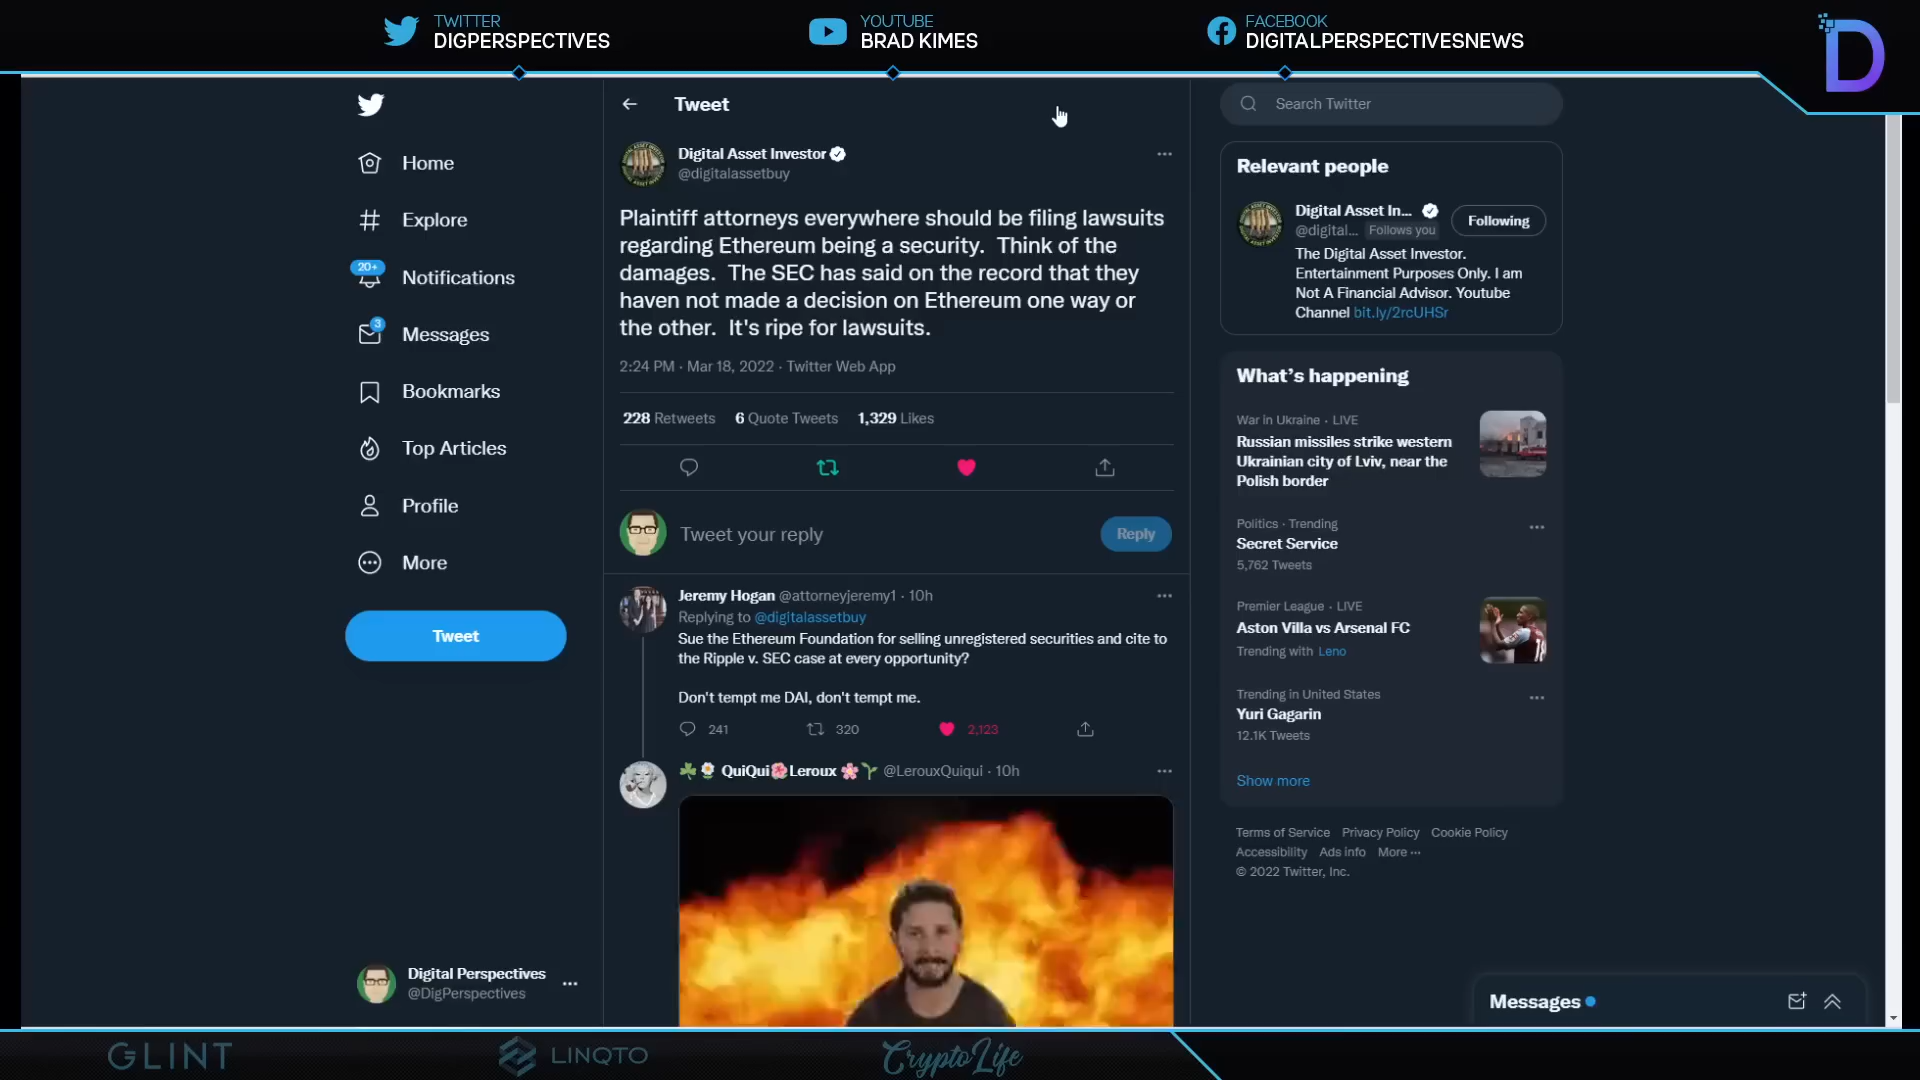 TWITTER
DIGPERSPECTIVES
YOUTUBE
BRAD KIMES
FACEBOOK
DIGITALPERSPECTIVESNEWS
D
Home
Explore
20+
Notifications
3
Messages
Bookmarks
Top Articles
Profile
More
Tweet
Digital Perspectives
@DigPerspectives
Tweet
Digital Asset Investor
@digitalassetbuy
Plaintiff attorneys everywhere should be filing lawsuits
regarding Ethereum being a security.  Think of the
damages.  The SEC has said on the record that they
haven not made a decision on Ethereum one way or
the other.  It's ripe for lawsuits.
2:24 PM · Mar 18, 2022 · Twitter Web App
228 Retweets 6 Quote Tweets 1,329 Likes
Tweet your reply
Reply
Jeremy Hogan @attorneyjeremy1 · 10h
Replying to @digitalassetbuy
Sue the Ethereum Foundation for selling unregistered securities and cite to
the Ripple v. SEC case at every opportunity?
Don't tempt me DAI, don't tempt me.
241 320 2,123
☘️🌼 QuiQui🌺Leroux 🌸🌱 @LerouxQuiqui · 10h
Search Twitter
Relevant people
Digital Asset In...
@digital... Follows you
Following
The Digital Asset Investor.
Entertainment Purposes Only. I am
Not A Financial Advisor. Youtube
Channel bit.ly/2rcUHSr
What's happening
War in Ukraine · LIVE
Russian missiles strike western
Ukrainian city of Lviv, near the
Polish border
Politics · Trending
Secret Service
5,762 Tweets
Premier League · LIVE
Aston Villa vs Arsenal FC
Trending with Leno
Trending in United States
Yuri Gagarin
12.1K Tweets
Show more
Terms of Service Privacy Policy Cookie Policy
Accessibility Ads info More ···
© 2022 Twitter, Inc.
Messages
GLINT
LINQTO
CryptoLife